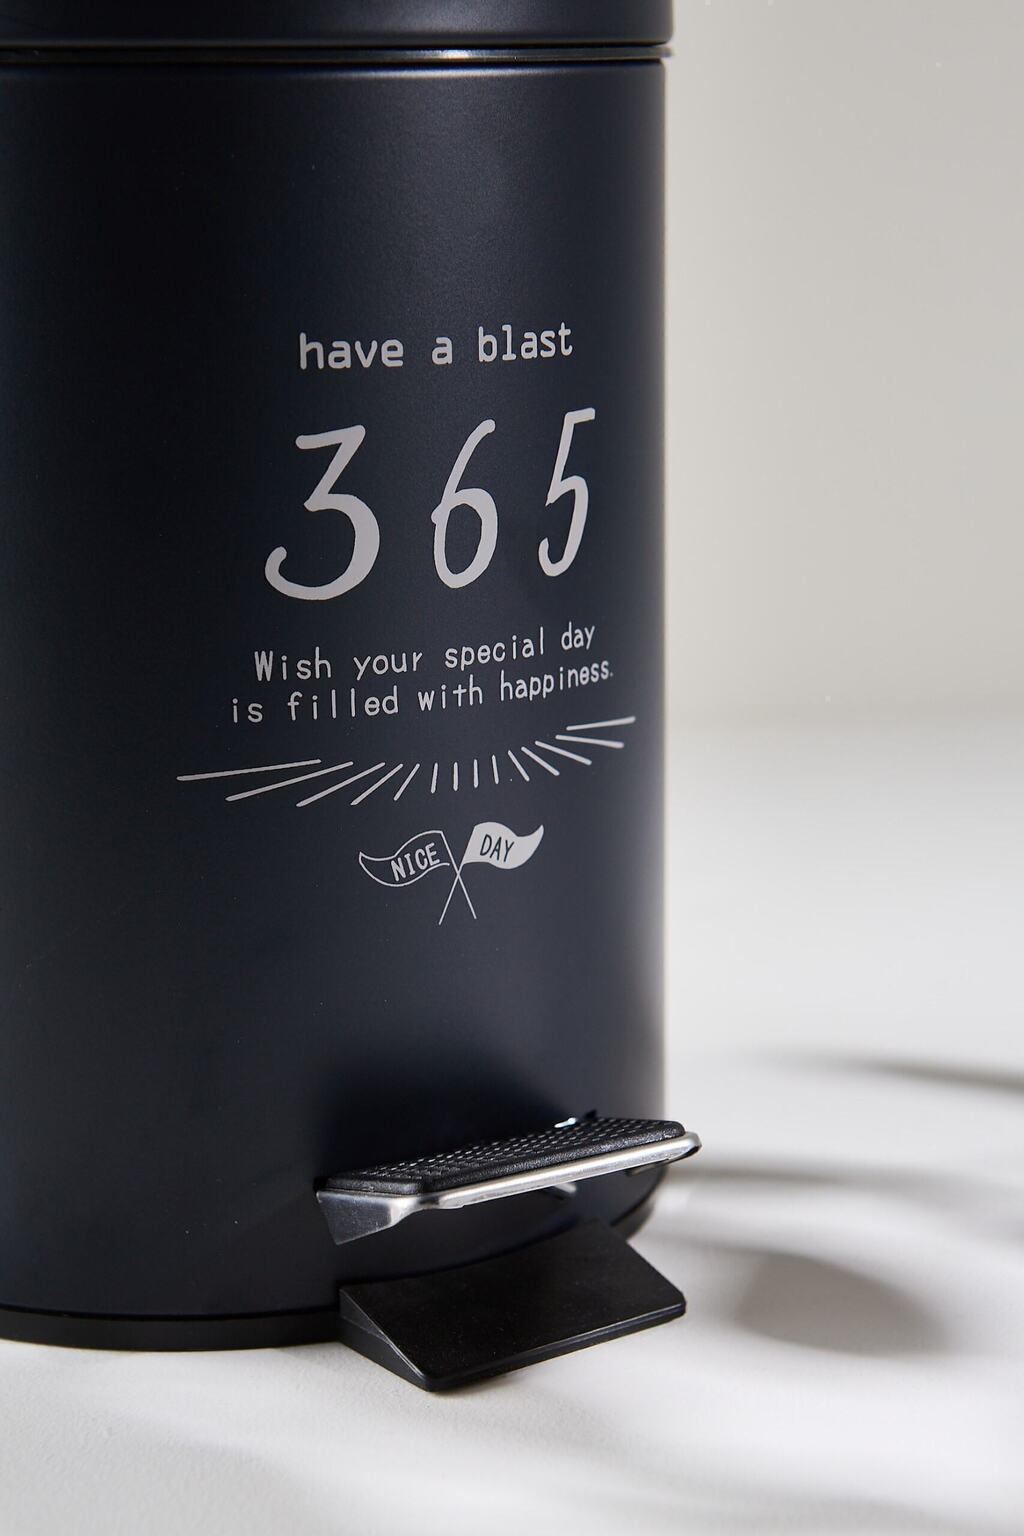 have a blast
365
Wish your special day
is filled with happiness.
NICE DAY